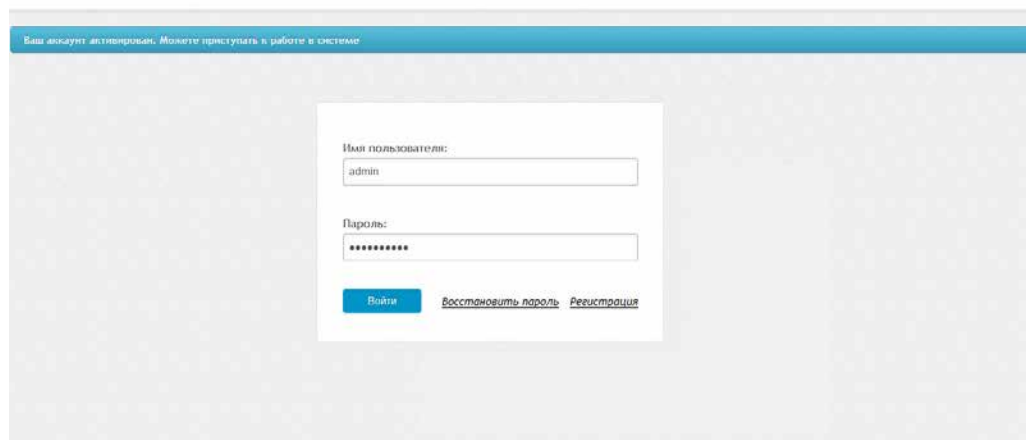 Ваш аккаунт активирован. Можете приступать к работе в системе
Имя пользователя:
admin
Пароль:
••••••••••
Войти Восстановить пароль Регистрация